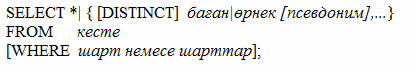 SELECT *| { [DISTINCT] баган|өрнек [псевдоним],...}
FROM кесте
[WHERE шарт немесе шарттар];